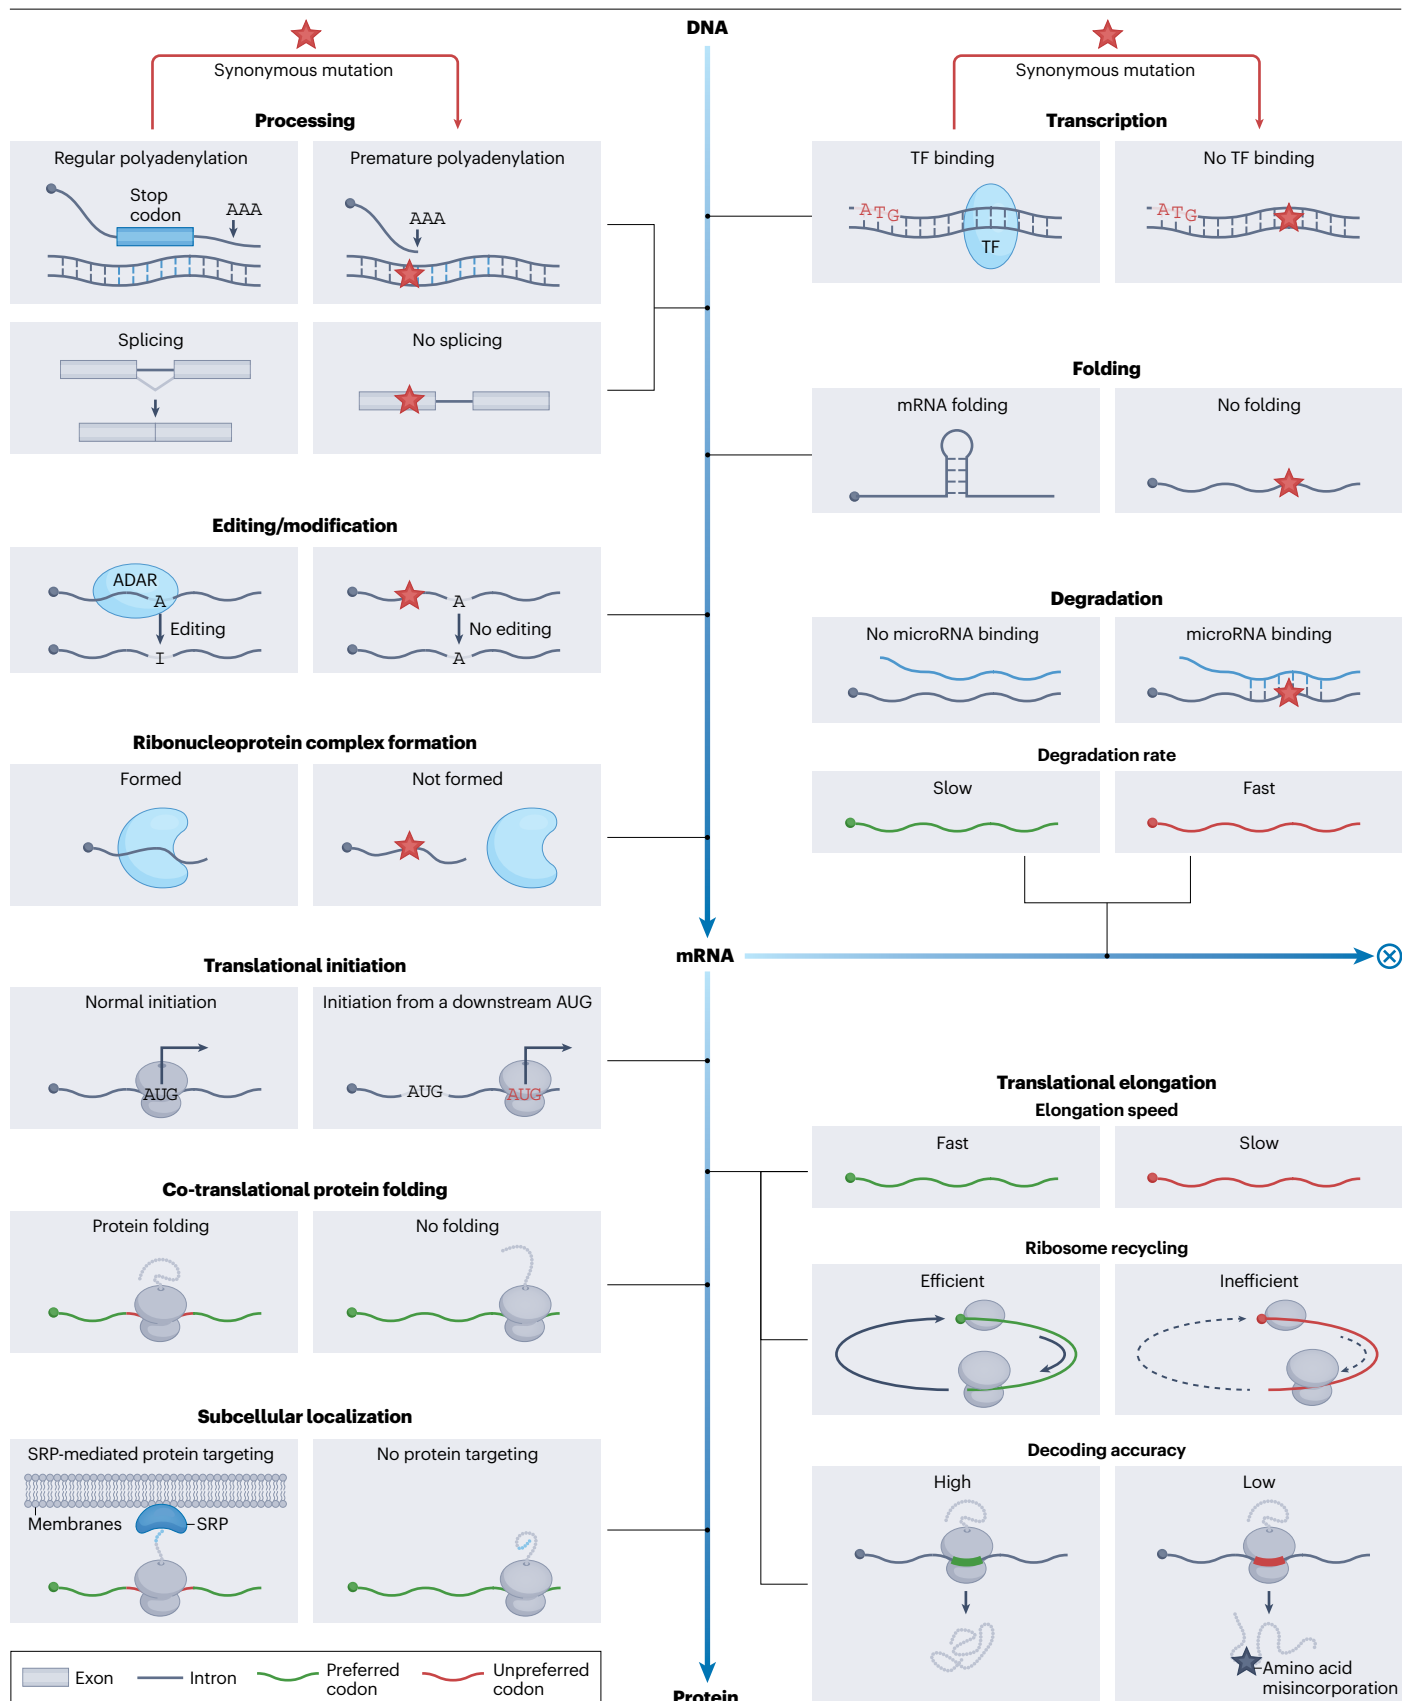 DNA
Synonymous mutation
Processing
Regular polyadenylation
Stop
codon
AAA
Premature polyadenylation
AAA
Splicing
No splicing
Editing/modification
ADAR
A
Editing
I
A
No editing
A
Ribonucleoprotein complex formation
Formed
Not formed
Synonymous mutation
Transcription
TF binding
ATG
TF
No TF binding
ATG
Folding
mRNA folding
No folding
Degradation
No microRNA binding
microRNA binding
Degradation rate
Slow
Fast
mRNA
Translational initiation
Normal initiation
AUG
Initiation from a downstream AUG
AUG
AUG
Co-translational protein folding
Protein folding
No folding
Subcellular localization
SRP-mediated protein targeting
Membranes
SRP
No protein targeting
Translational elongation
Elongation speed
Fast
Slow
Ribosome recycling
Efficient
Inefficient
Decoding accuracy
High
Low
Amino acid
misincorporation
Exon
Intron
Preferred
codon
Unpreferred
codon
Protein